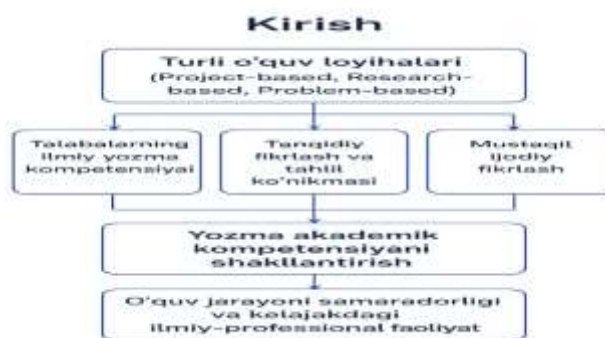 Kirish
Turli o'quv loyihalari
(Project-based, Research-
based, Problem-based)
Talabalarning
ilmiy yozma
kompetensiyai
Tanqidiy
fikrlash va
tahlil
ko'nikmasi
Mustaqil
ijodiy
fikrlash
Yozma akademik
kompetensiyani
shakllantirish
O'quv jarayoni samaradorligi
va kelajakdagi
ilmiy-professional faoliyat